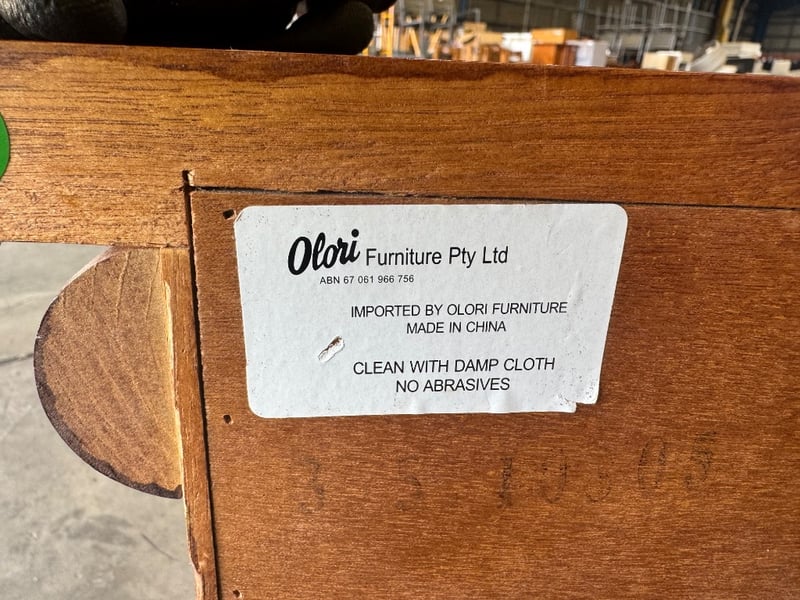 Olori Furniture Pty Ltd
ABN 67 061 966 756
IMPORTED BY OLORI FURNITURE
MADE IN CHINA
CLEAN WITH DAMP CLOTH
NO ABRASIVES